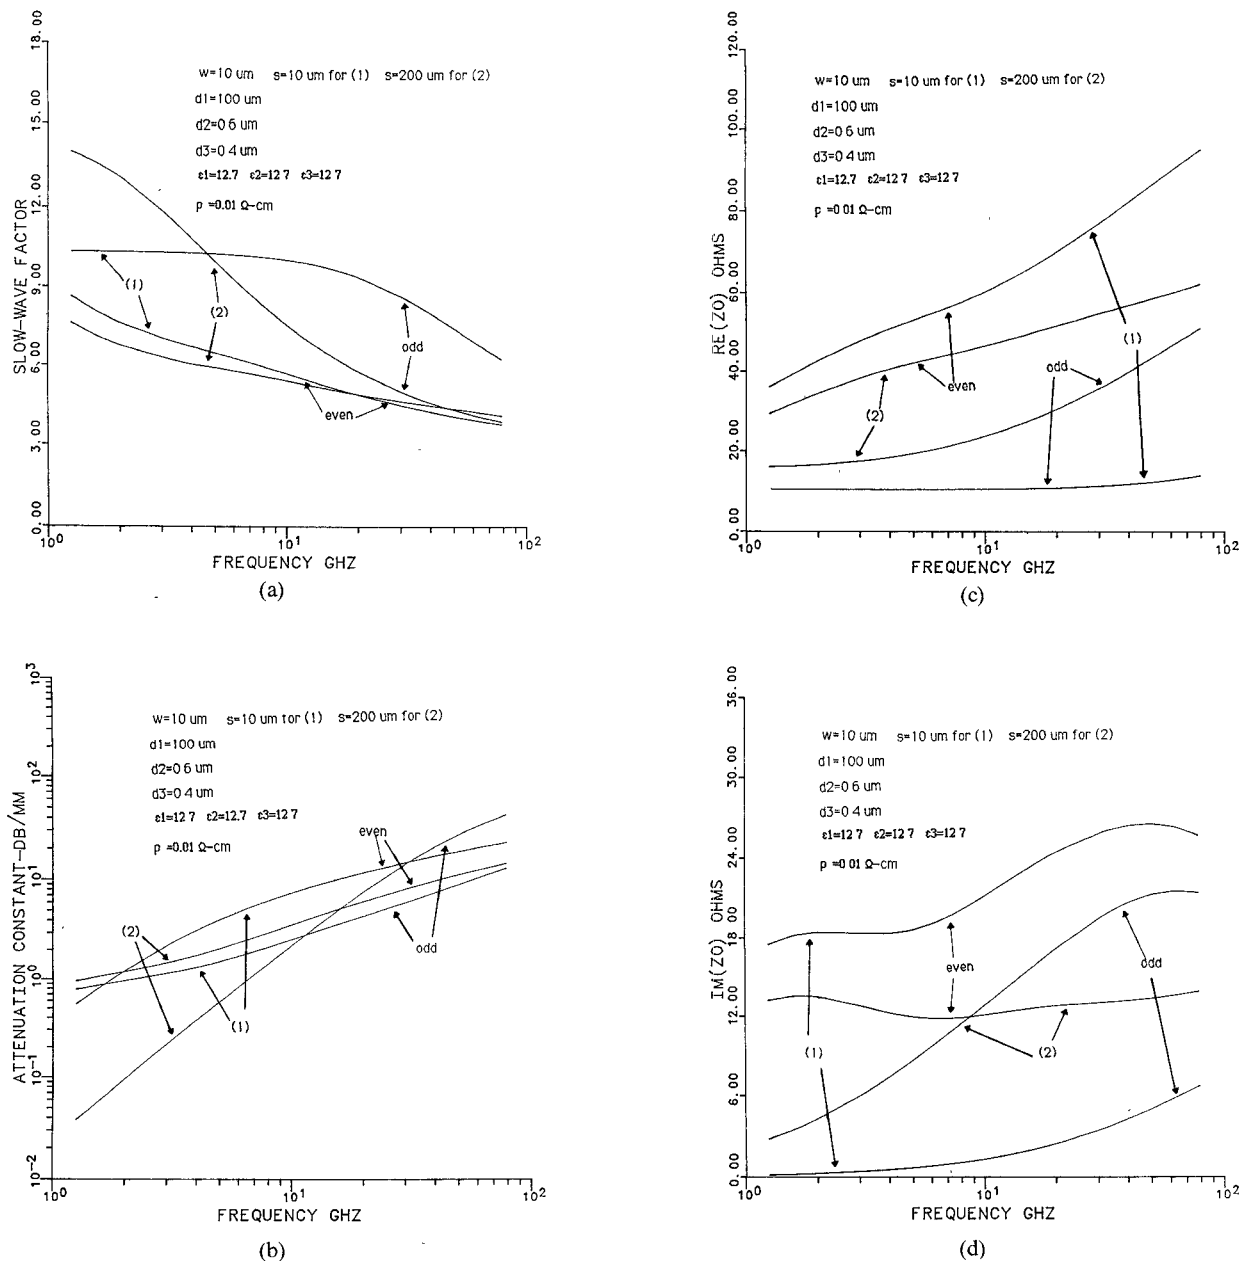 18.00
15.00
12.00
9.00
6.00
3.00
0.00
SLOW-WAVE FACTOR
w=10 um s=10 um for (1) s=200 um for (2)
d1=100 um
d2=0 6 um
d3=0 4 um
ε1=12.7 ε2=12 7 ε3=12 7
ρ =0.01 Ω-cm
(1)
(2)
odd
even
10⁰ 10¹ 10²
FREQUENCY GHZ
(a)
120.00
100.00
80.00
60.00
40.00
20.00
0.00
RE(ZO) OHMS
w=10 um s=10 um for (1) s=200 um for (2)
d1=100 um
d2=0 6 um
d3=0 4 um
ε1=12.7 ε2=12 7 ε3=12 7
ρ =0 01 Ω-cm
(1)
odd
even
(2)
10⁰ 10¹ 10²
FREQUENCY GHZ
(c)
10³
10²
10¹
10⁰
10⁻¹
10⁻²
ATTENUATION CONSTANT-DB/MM
w=10 um s=10 um for (1) s=200 um for (2)
d1=100 um
d2=0 6 um
d3=0 4 um
ε1=12 7 ε2=12.7 ε3=12 7
ρ =0.01 Ω-cm
even
(2)
odd
(1)
10⁰ 10¹ 10²
FREQUENCY GHZ
(b)
36.00
30.00
24.00
18.00
12.00
6.00
0.00
IM(ZO) OHMS
w=10 um s=10 um for (1) s=200 um for (2)
d1=100 um
d2=0 6 um
d3=0 4 um
ε1=12 7 ε2=12 7 ε3=12 7
ρ =0 01 Ω-cm
even
odd
(1)
(2)
10⁰ 10¹ 10²
FREQUENCY GHZ
(d)